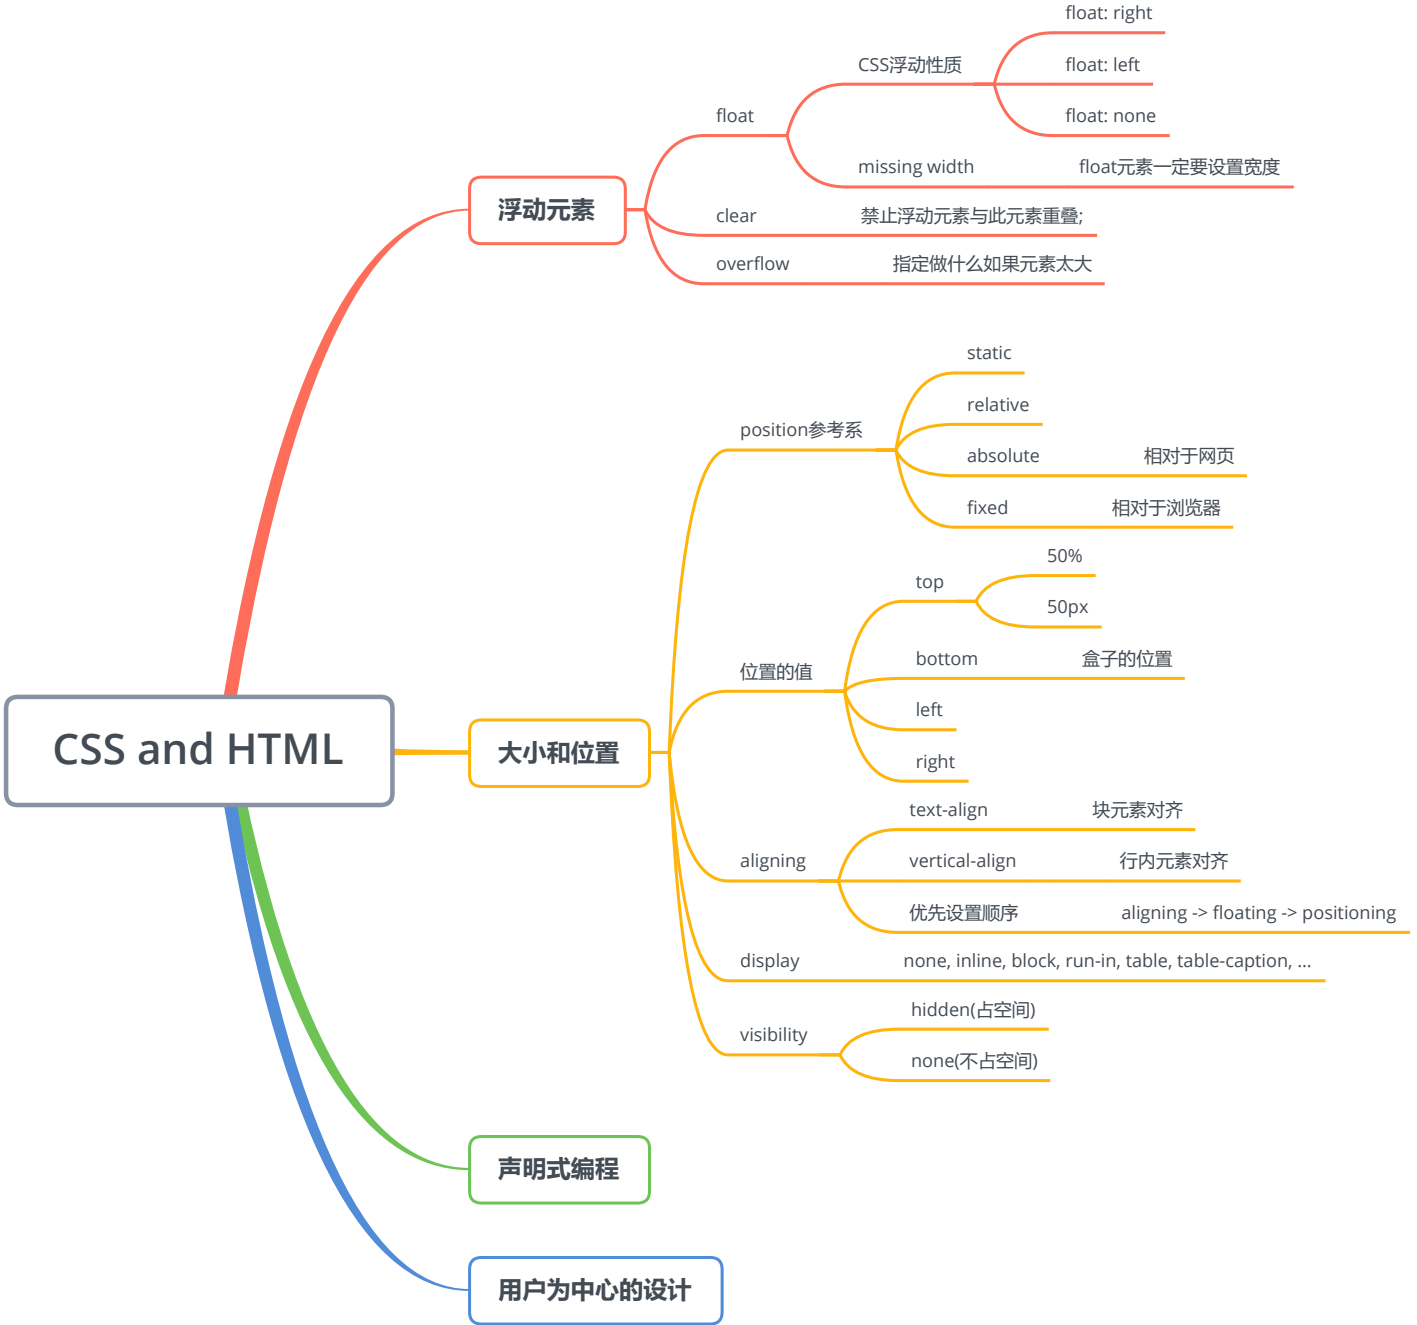 CSS and HTML
浮动元素
float
CSS浮动性质
float: right
float: left
float: none
missing width
float元素一定要设置宽度
clear
禁止浮动元素与此元素重叠;
overflow
指定做什么如果元素太大
大小和位置
position参考系
static
relative
absolute
相对于网页
fixed
相对于浏览器
位置的值
top
50%
50px
bottom
盒子的位置
left
right
aligning
text-align
块元素对齐
vertical-align
行内元素对齐
优先设置顺序
aligning -> floating -> positioning
display
none, inline, block, run-in, table, table-caption, ...
visibility
hidden(占空间)
none(不占空间)
声明式编程
用户为中心的设计